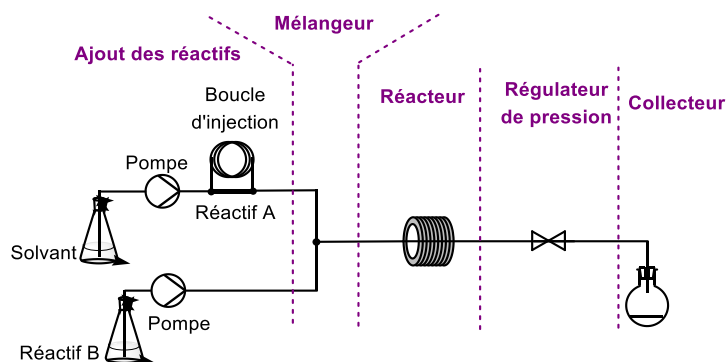 Mélangeur
Ajout des réactifs
Boucle
d'injection
Réacteur
Régulateur
de pression
Collecteur
Pompe
Réactif A
Solvant
Pompe
Réactif B